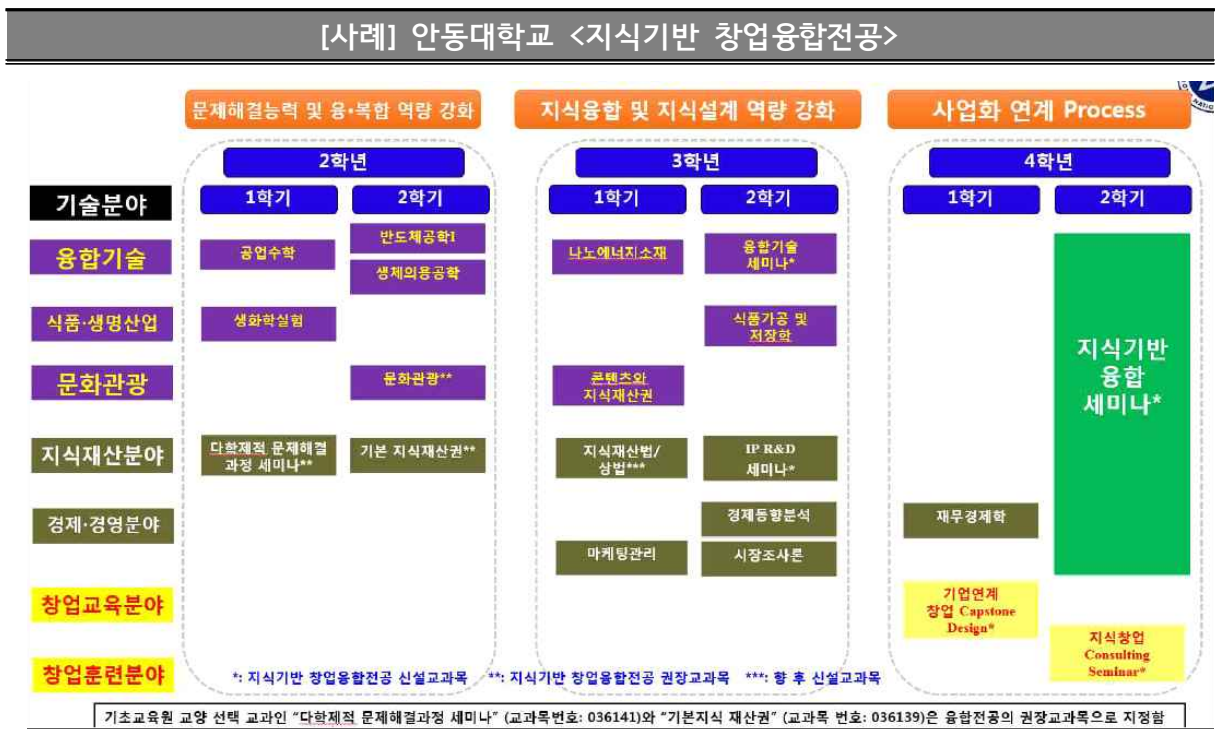 [사례] 안동대학교 <지식기반 창업융합전공>
문제해결능력 및 융·복합 역량 강화
지식융합 및 지식설계 역량 강화
사업화 연계 Process
2학년
3학년
4학년
기술분야
1학기
2학기
1학기
2학기
1학기
2학기
융합기술
공업수학
반도체공학I
생체의용공학
나노에너지소재
융합기술
세미나*
식품·생명산업
생화학실험
식품가공 및
저장학
문화관광
문화관광**
콘텐츠와
지식재산권
지식기반
융합
세미나*
지식재산분야
다학제적 문제해결
과정 세미나**
기본 지식재산권**
지식재산법/
상법***
IP R&D
세미나*
경제·경영분야
경제동향분석
재무경제학
마케팅관리
시장조사론
창업교육분야
기업연계
창업 Capstone
Design*
지식창업
Consulting
Seminar*
창업훈련분야
*: 지식기반 창업융합전공 신설교과목 **: 지식기반 창업융합전공 권장교과목 ***: 향 후 신설교과목
기초교육원 교양 선택 교과인 “다학제적 문제해결과정 세미나” (교과목번호: 036141)와 “기본지식 재산권” (교과목 번호: 036139)은 융합전공의 권장교과목으로 지정함